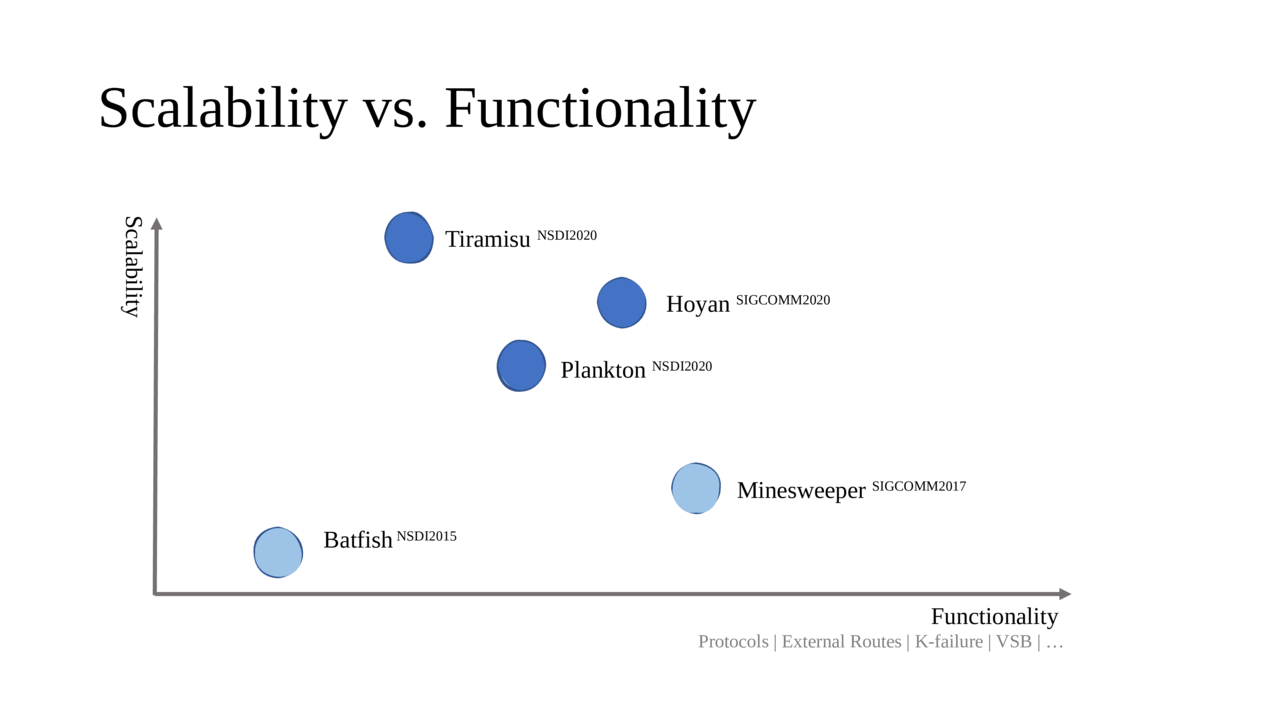 Scalability vs. Functionality
Scalability
Tiramisu NSDI2020
Hoyan SIGCOMM2020
Plankton NSDI2020
Minesweeper SIGCOMM2017
Batfish NSDI2015
Functionality
Protocols | External Routes | K-failure | VSB | …